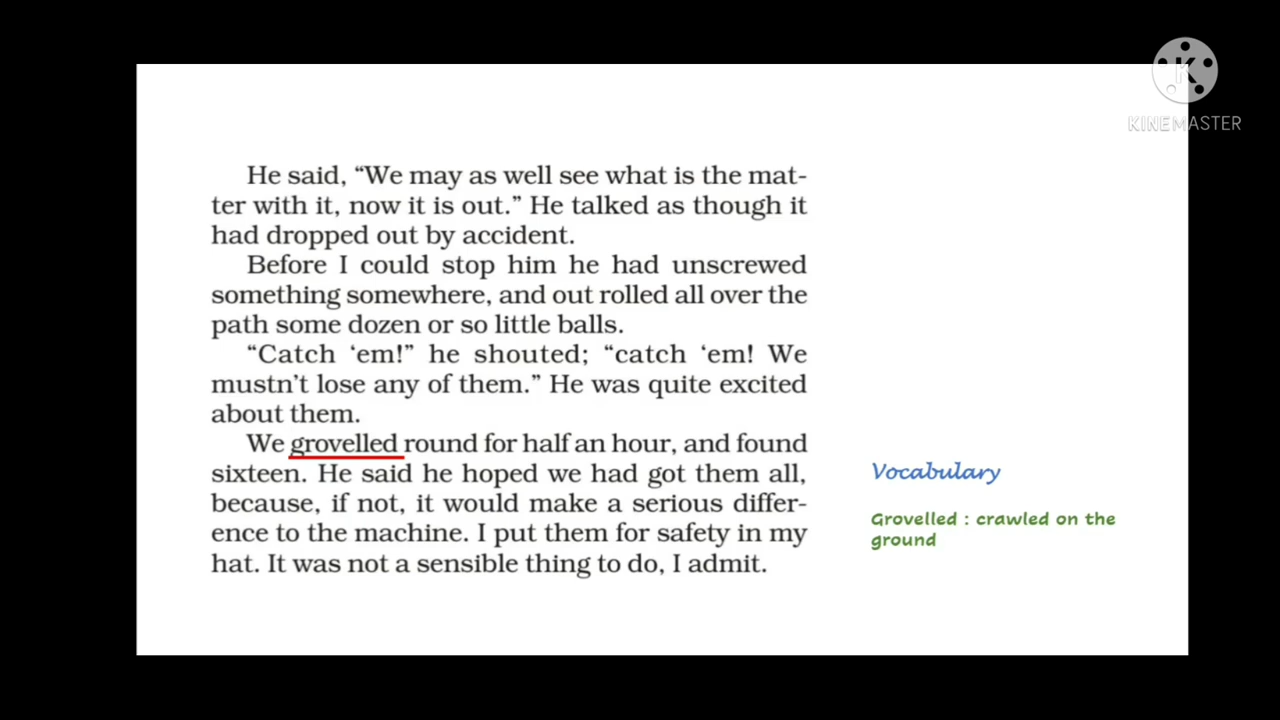 KINEMASTER
He said, “We may as well see what is the mat-
ter with it, now it is out.” He talked as though it
had dropped out by accident.
Before I could stop him he had unscrewed
something somewhere, and out rolled all over the
path some dozen or so little balls.
“Catch ‘em!” he shouted; “catch ‘em! We
mustn’t lose any of them.” He was quite excited
about them.
We grovelled round for half an hour, and found
sixteen. He said he hoped we had got them all,
because, if not, it would make a serious differ-
ence to the machine. I put them for safety in my
hat. It was not a sensible thing to do, I admit.
Vocabulary
Grovelled : crawled on the
ground